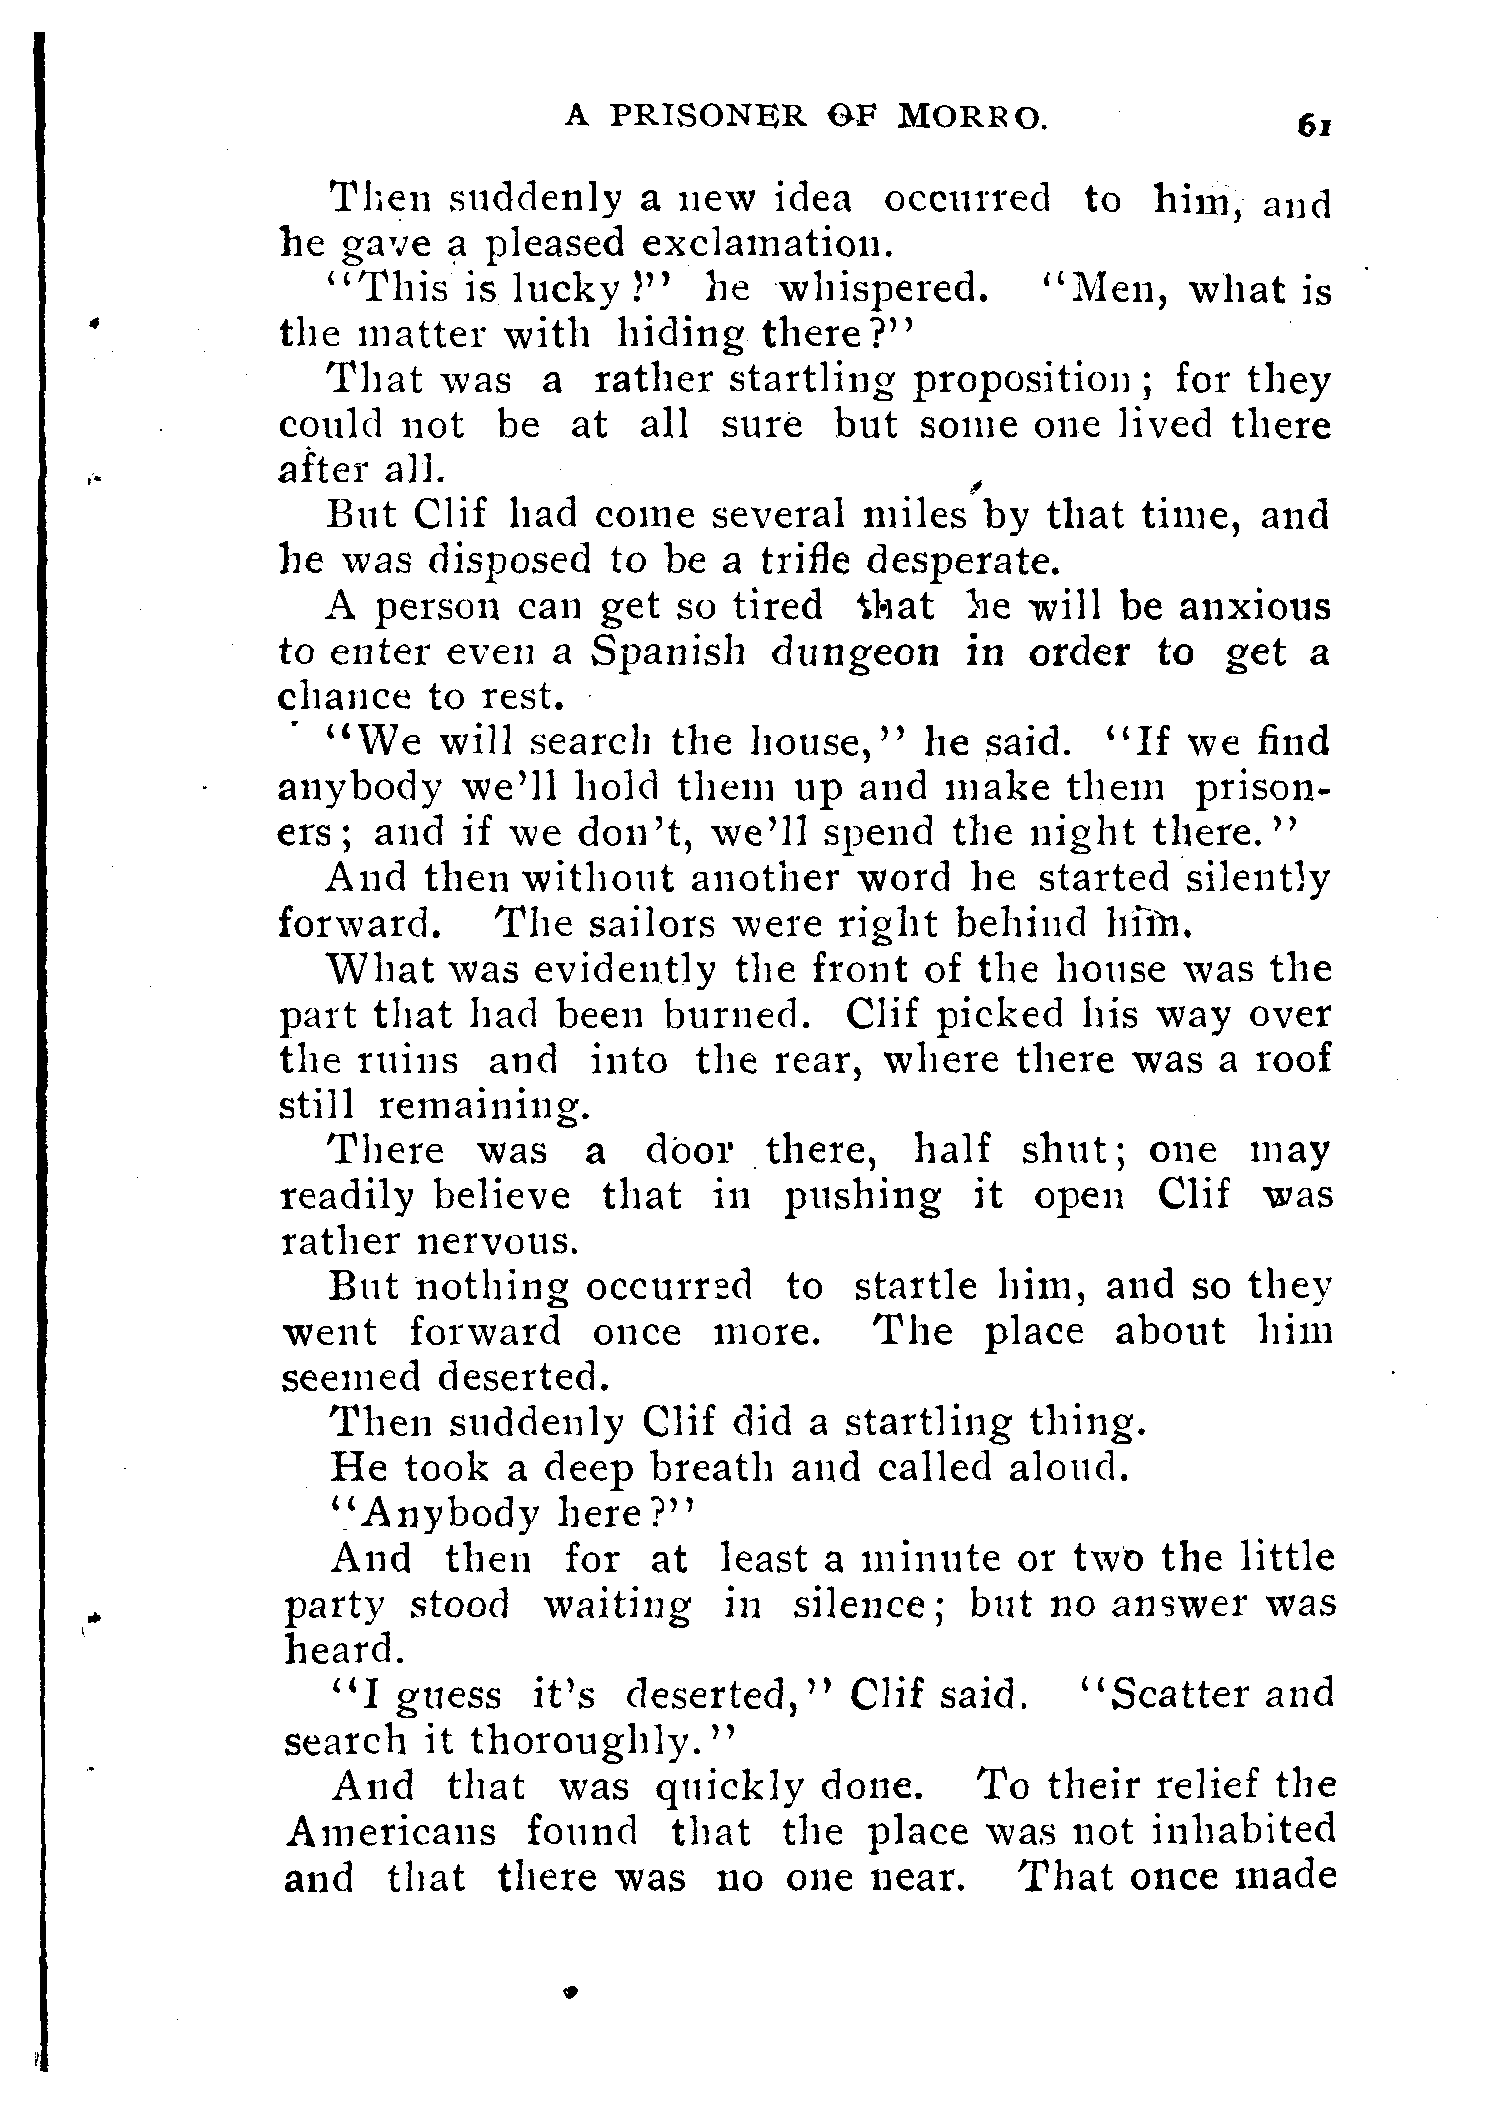 A PRISONER OF MORRO. 61
Then suddenly a new idea occurred to him, and
he gave a pleased exclamation.
"This is lucky!" he whispered. "Men, what is
the matter with hiding there?"
That was a rather startling proposition; for they
could not be at all sure but some one lived there
after all.
But Clif had come several miles by that time, and
he was disposed to be a trifle desperate.
A person can get so tired that he will be anxious
to enter even a Spanish dungeon in order to get a
chance to rest.
"We will search the house," he said. "If we find
anybody we'll hold them up and make them prison-
ers; and if we don't, we'll spend the night there."
And then without another word he started silently
forward. The sailors were right behind him.
What was evidently the front of the house was the
part that had been burned. Clif picked his way over
the ruins and into the rear, where there was a roof
still remaining.
There was a door there, half shut; one may
readily believe that in pushing it open Clif was
rather nervous.
But nothing occurred to startle him, and so they
went forward once more. The place about him
seemed deserted.
Then suddenly Clif did a startling thing.
He took a deep breath and called aloud.
"Anybody here?"
And then for at least a minute or two the little
party stood waiting in silence; but no answer was
heard.
"I guess it's deserted," Clif said. "Scatter and
search it thoroughly."
And that was quickly done. To their relief the
Americans found that the place was not inhabited
and that there was no one near. That once made